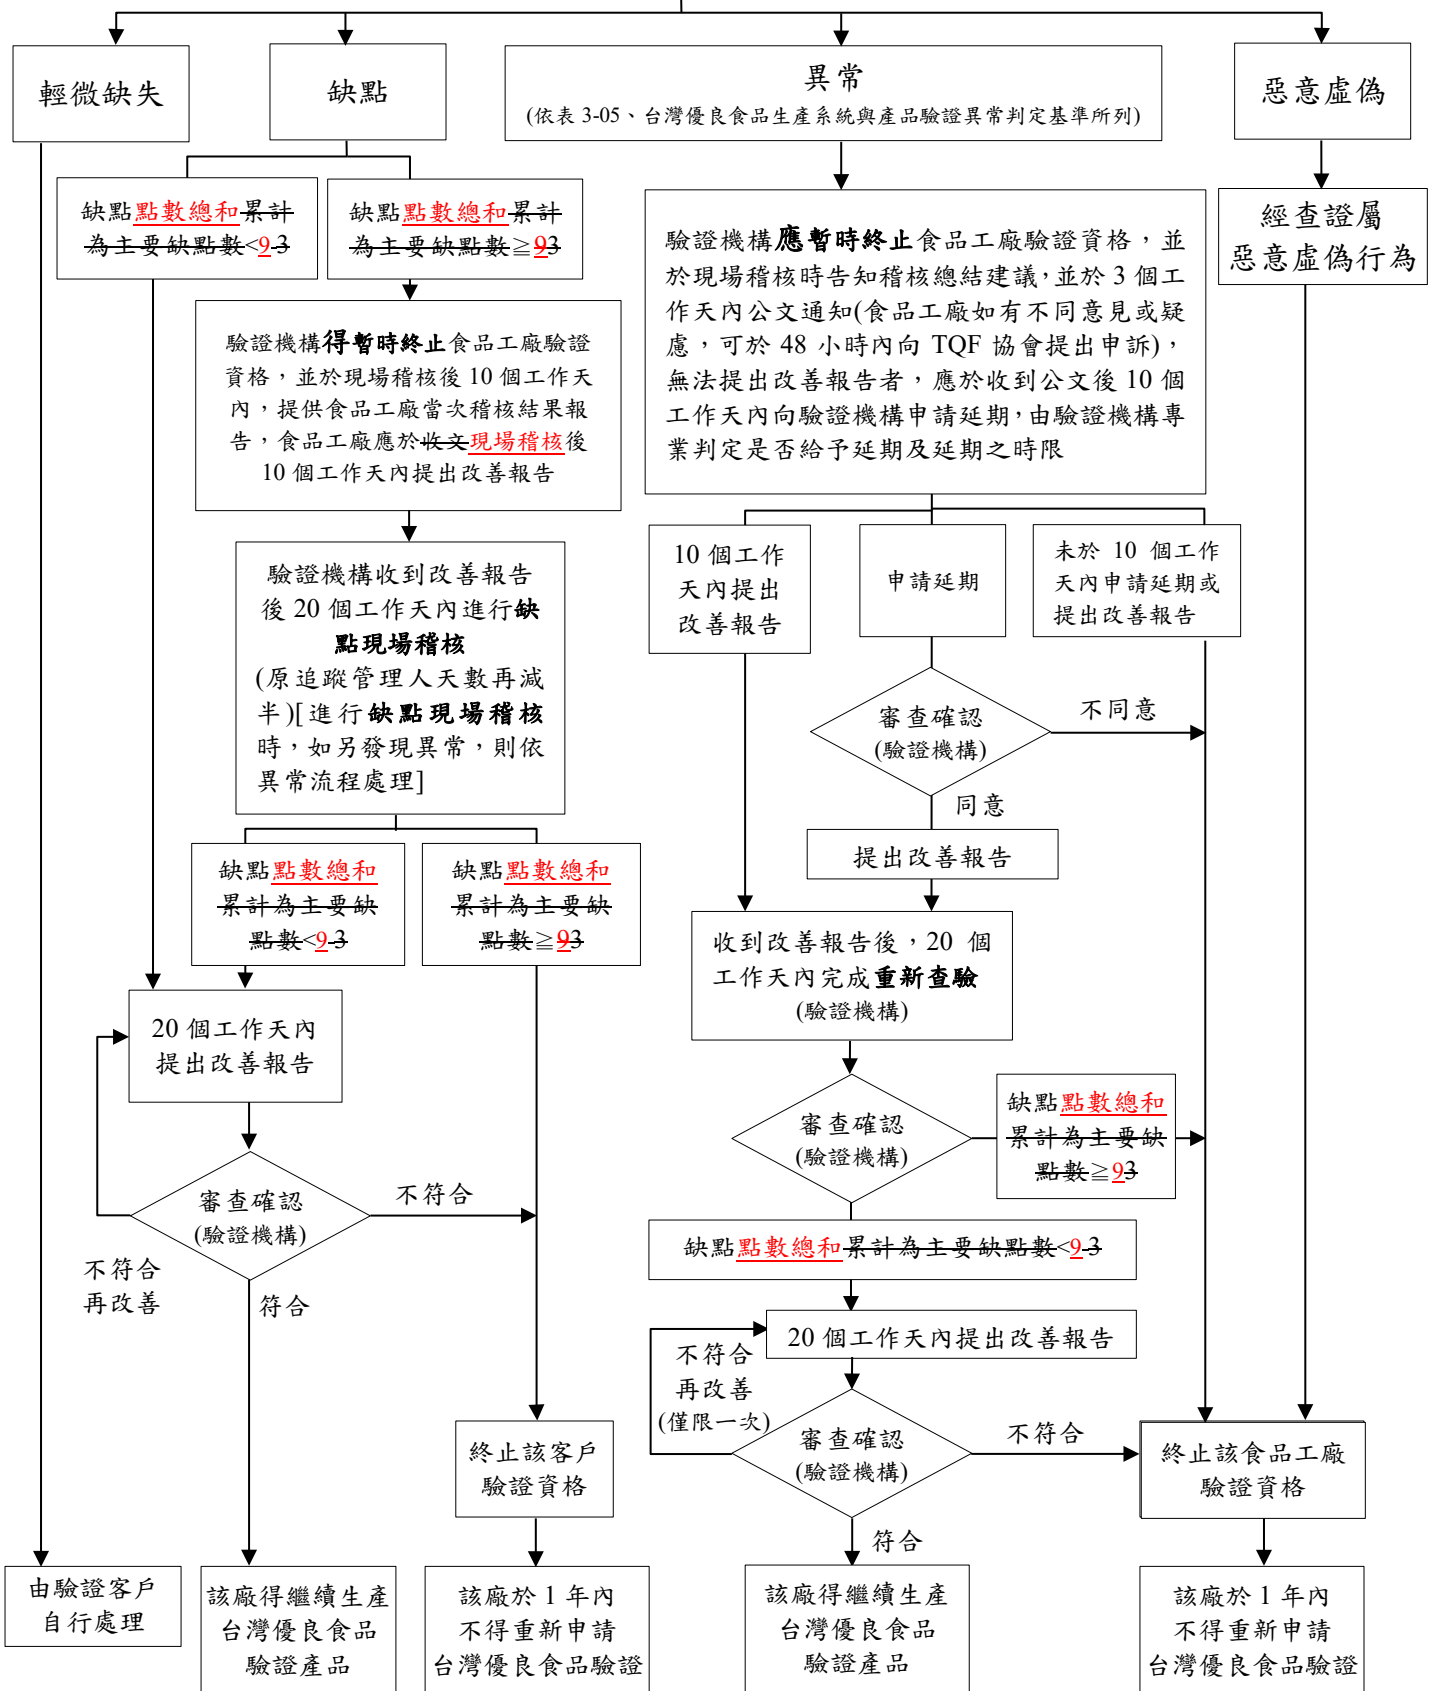 輕微缺失
缺點
異常
(依表 3-05、台灣優良食品生產系統與產品驗證異常判定基準所列)
惡意虛偽
缺點點數總和累計
為主要缺點數<9 3
缺點點數總和累計
為主要缺點數≧93
驗證機構應暫時終止食品工廠驗證資格，並
於現場稽核時告知稽核總結建議，並於 3 個工
作天內公文通知(食品工廠如有不同意見或疑
慮，可於 48 小時內向 TQF 協會提出申訴)，
無法提出改善報告者，應於收到公文後 10 個
工作天內向驗證機構申請延期，由驗證機構專
業判定是否給予延期及延期之時限
經查證屬
惡意虛偽行為
驗證機構得暫時終止食品工廠驗證
資格，並於現場稽核後 10 個工作天
內，提供食品工廠當次稽核結果報
告，食品工廠應於收文現場稽核後
10 個工作天內提出改善報告
驗證機構收到改善報告
後 20 個工作天內進行缺
點現場稽核
(原追蹤管理人天數再減
半)[進行缺點現場稽核
時，如另發現異常，則依
異常流程處理]
10 個工作
天內提出
改善報告
申請延期
未於 10 個工作
天內申請延期或
提出改善報告
審查確認
(驗證機構)
不同意
同意
提出改善報告
缺點點數總和
累計為主要缺
點數<9 3
缺點點數總和
累計為主要缺
點數≧93
收到改善報告後，20 個
工作天內完成重新查驗
(驗證機構)
20 個工作天內
提出改善報告
審查確認
(驗證機構)
缺點點數總和
累計為主要缺
點數≧93
審查確認
(驗證機構)
不符合
不符合
再改善
符合
缺點點數總和累計為主要缺點數<9 3
20 個工作天內提出改善報告
不符合
再改善
(僅限一次)
審查確認
(驗證機構)
不符合
符合
終止該客戶
驗證資格
終止該食品工廠
驗證資格
由驗證客戶
自行處理
該廠得繼續生產
台灣優良食品
驗證產品
該廠於 1 年內
不得重新申請
台灣優良食品驗證
該廠得繼續生產
台灣優良食品
驗證產品
該廠於 1 年內
不得重新申請
台灣優良食品驗證